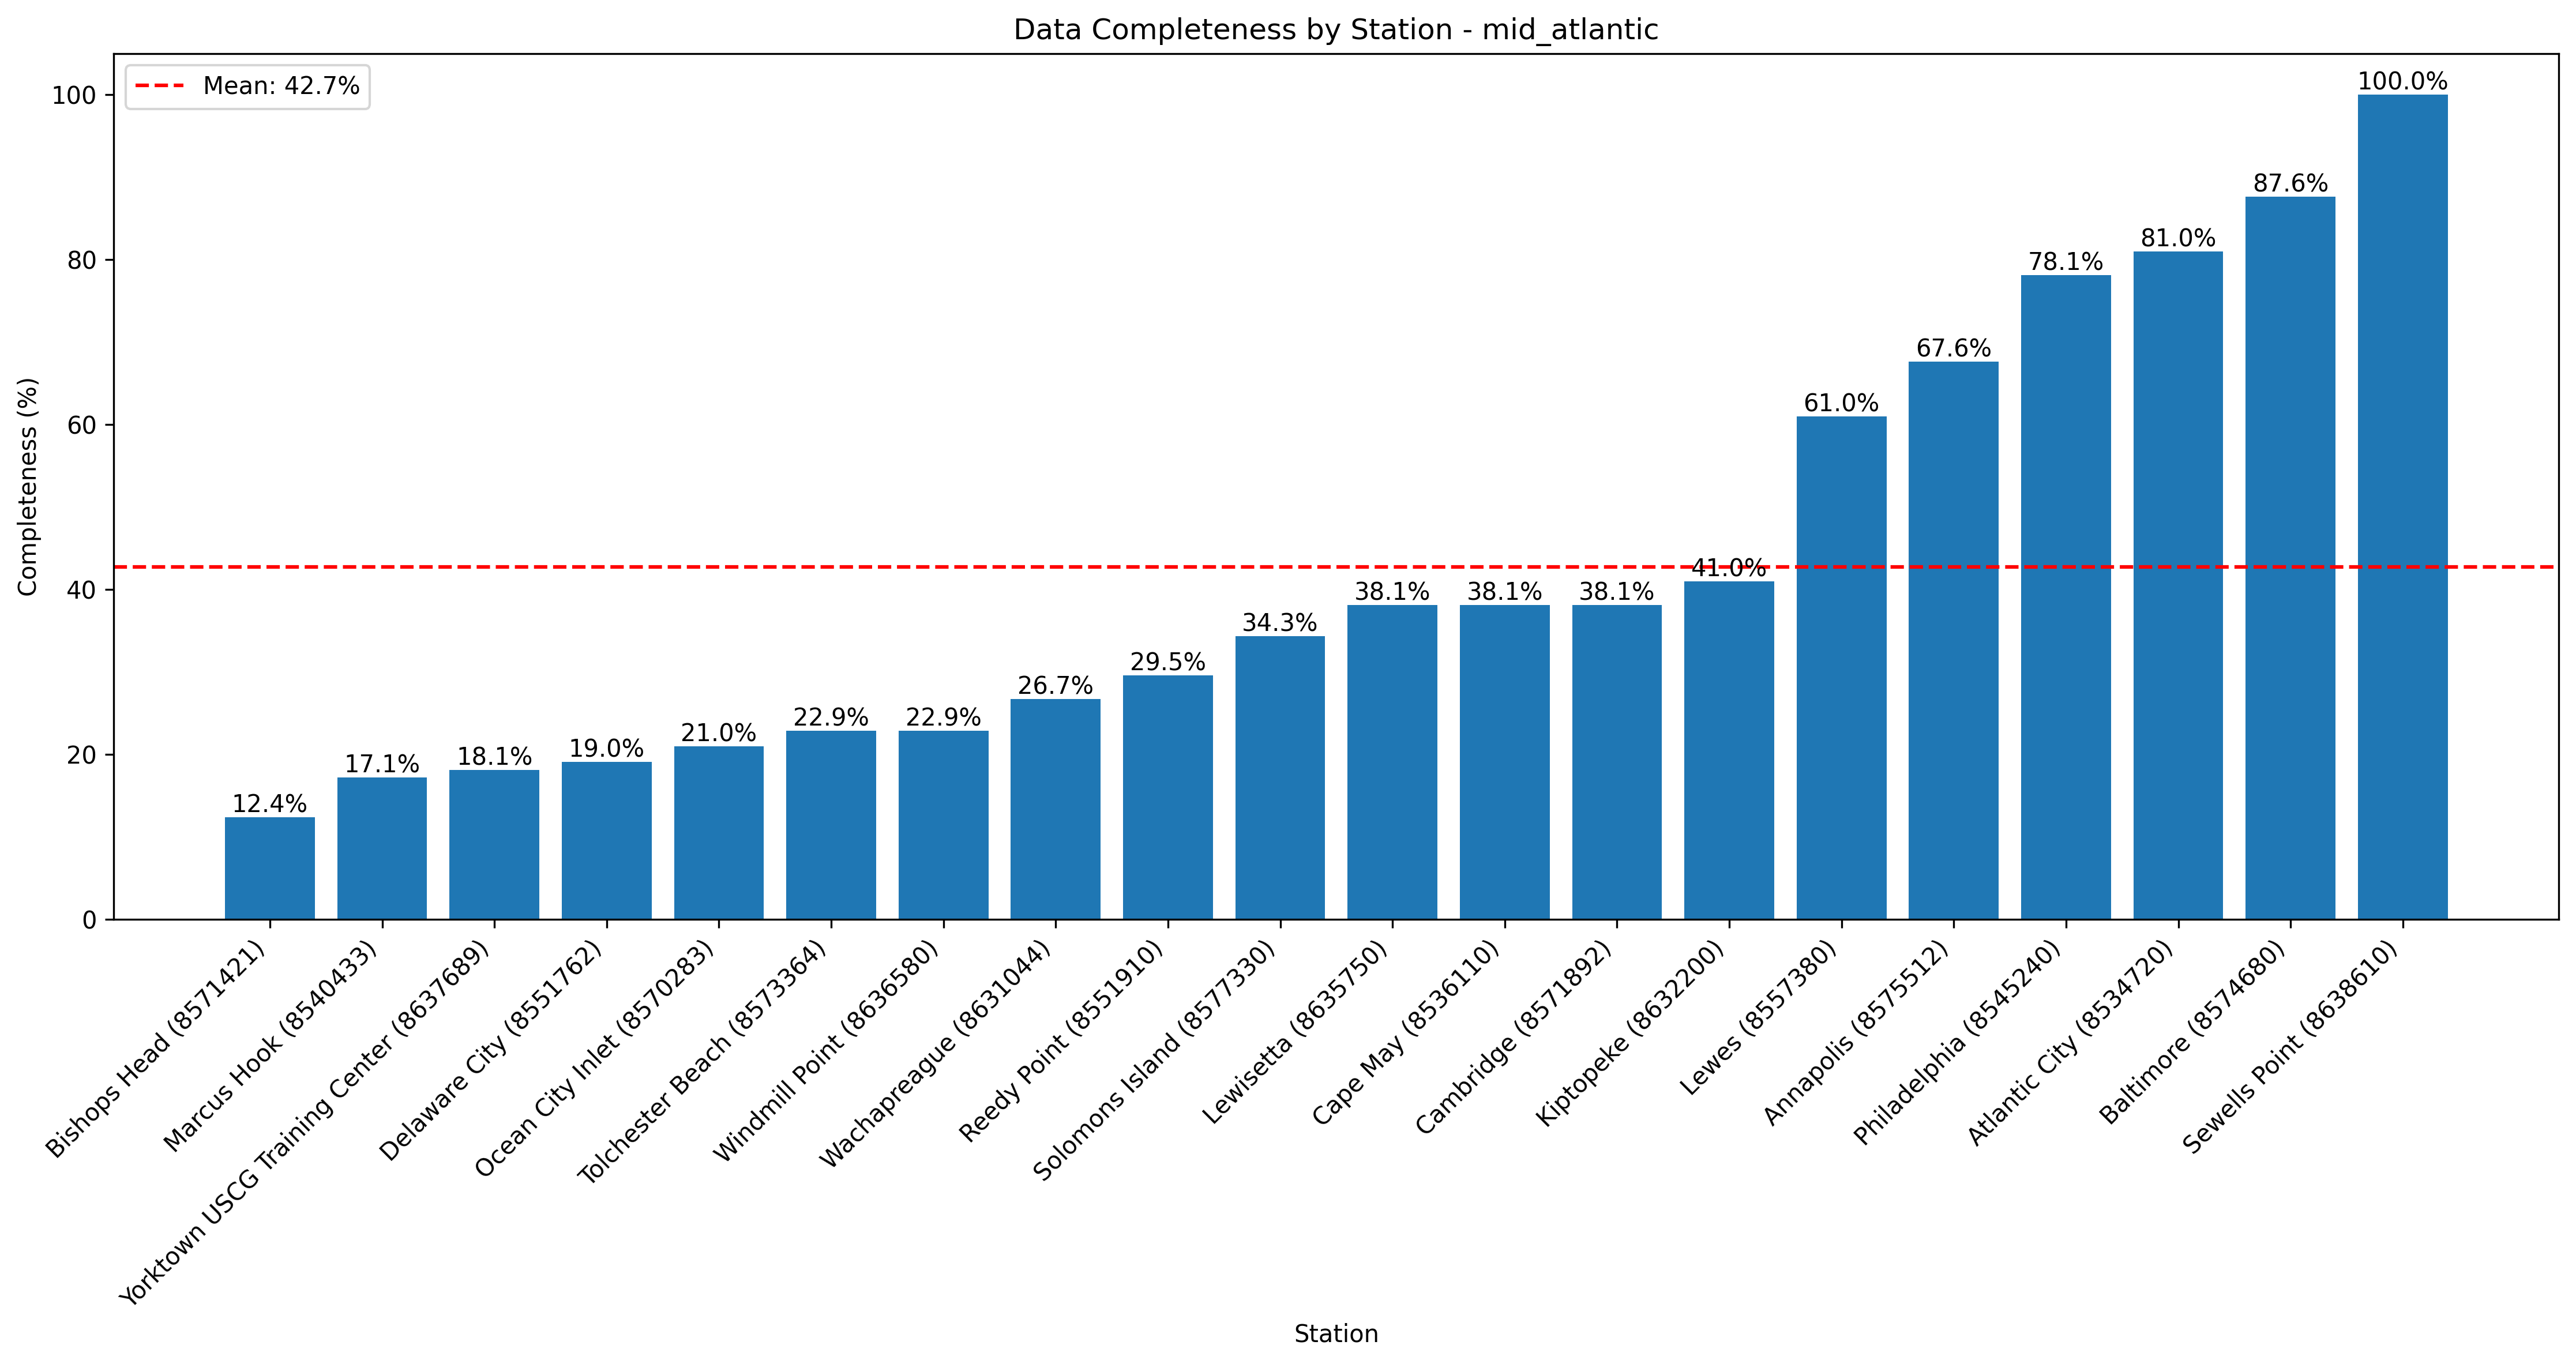 Data Completeness by Station - mid_atlantic
Mean: 42.7%
Completeness (%)
100
80
60
40
20
0
12.4%
17.1%
18.1%
19.0%
21.0%
22.9%
22.9%
26.7%
29.5%
34.3%
38.1%
38.1%
38.1%
41.0%
61.0%
67.6%
78.1%
81.0%
87.6%
100.0%
Bishops Head (8571421)
Marcus Hook (8540433)
Yorktown USCG Training Center (8637689)
Delaware City (8551762)
Ocean City Inlet (8570283)
Tolchester Beach (8573364)
Windmill Point (8636580)
Wachapreague (8631044)
Reedy Point (8551910)
Solomons Island (8577330)
Lewisetta (8635750)
Cape May (8536110)
Cambridge (8571892)
Kiptopeke (8632200)
Lewes (8557380)
Annapolis (8575512)
Philadelphia (8545240)
Atlantic City (8534720)
Baltimore (8574680)
Sewells Point (8638610)
Station